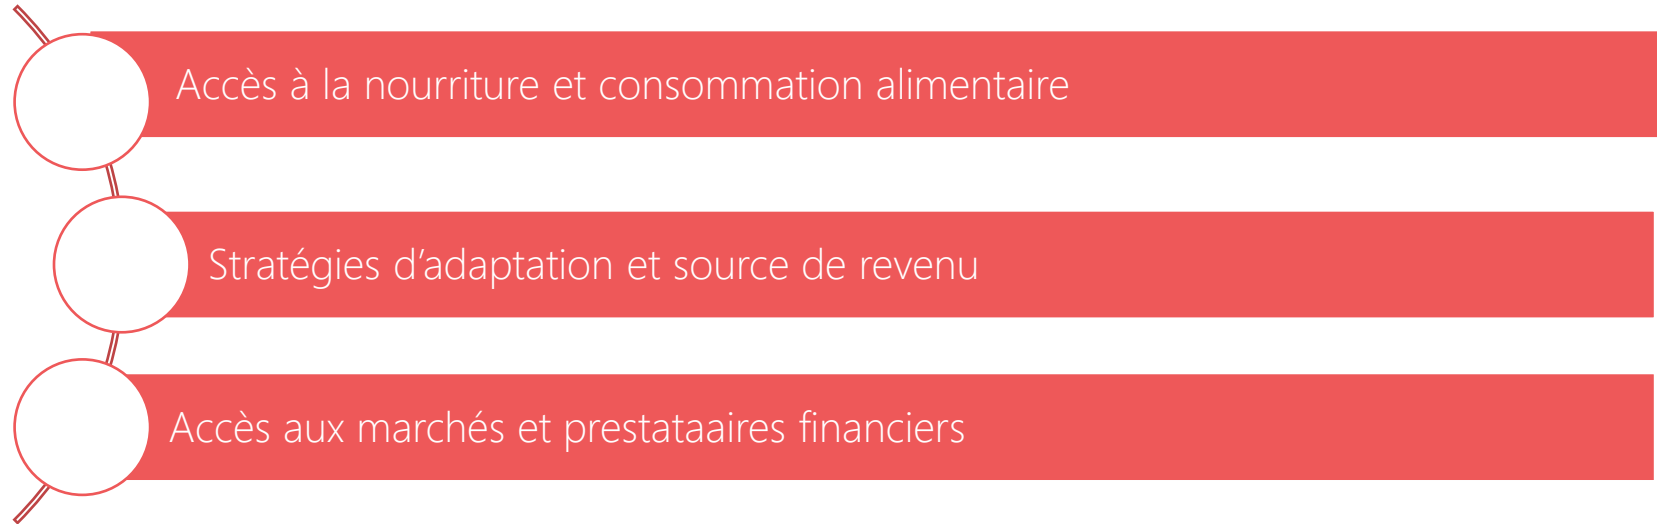 Accès à la nourriture et consommation alimentaire
Stratégies d’adaptation et source de revenu
Accès aux marchés et prestataaires financiers